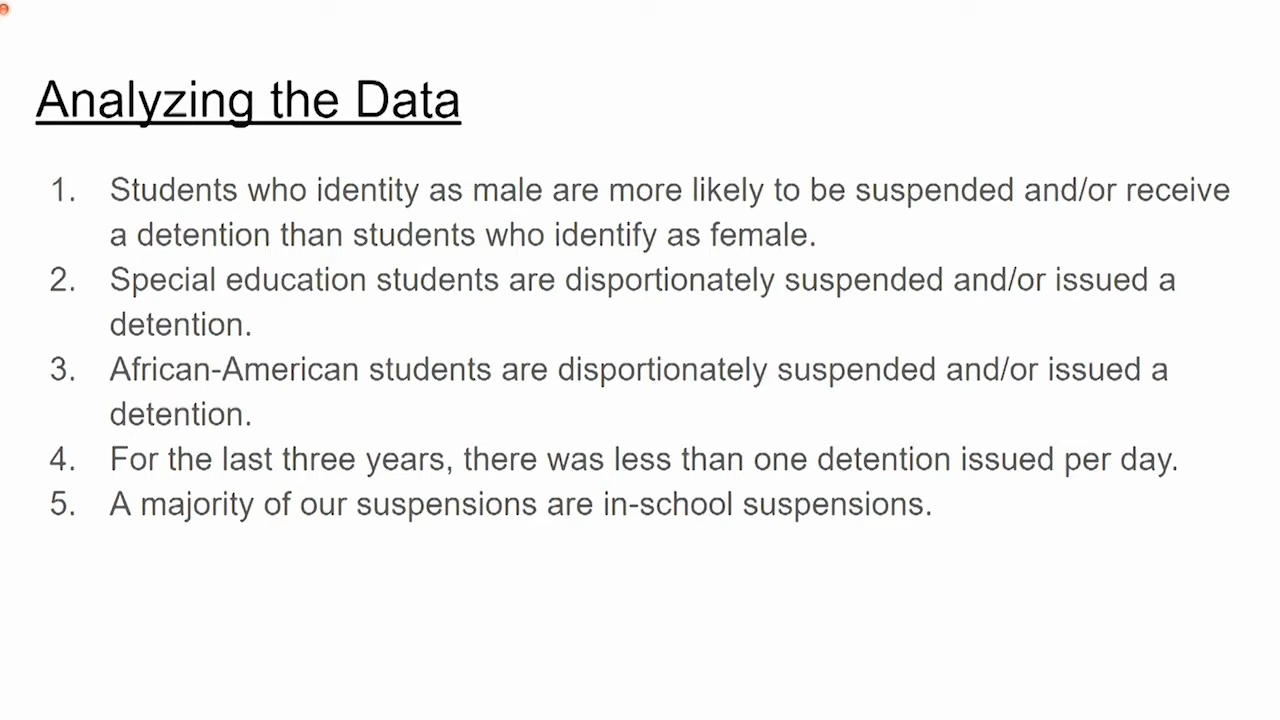 Analyzing the Data
1. Students who identity as male are more likely to be suspended and/or receive
a detention than students who identify as female.
2. Special education students are disportionately suspended and/or issued a
detention.
3. African-American students are disportionately suspended and/or issued a
detention.
4. For the last three years, there was less than one detention issued per day.
5. A majority of our suspensions are in-school suspensions.